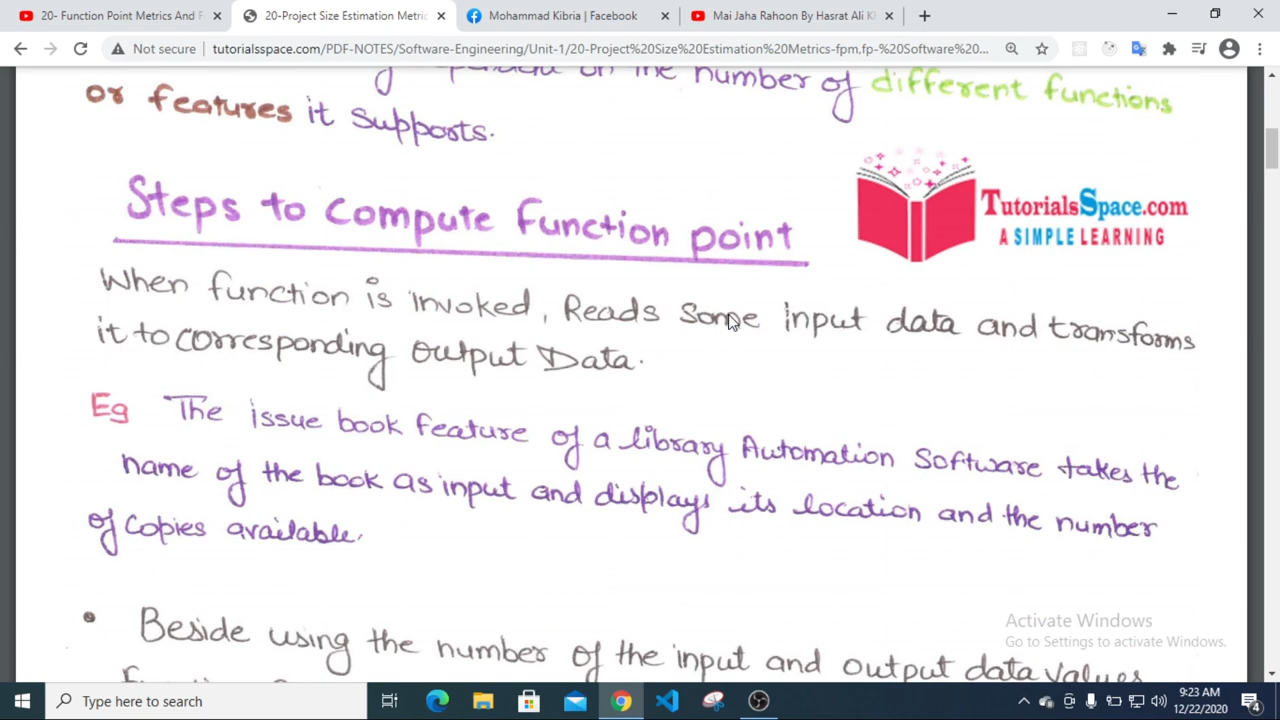 20- Function Point Metrics And F
20-Project Size Estimation Metric
Mohammad Kibria | Facebook
Mai Jaha Rahoon By Hasrat Ali K
Not secure
tutorialsspace.com/PDF-NOTES/Software-Engineering/Unit-1/20-Project%20Size%20Estimation%20Metrics-fpm,fp-%20Software%20...
on the number of different functions
or features it supports.
TutorialsSpace.com
A SIMPLE LEARNING
Steps to compute function point
When function is invoked, Reads some input data and transforms
it to corresponding output Data.
Eg The issue book feature of a library Automation Software takes the
name of the book as input and displays its location and the number
of copies available.
• Beside using the number of the input and output data values
Activate Windows
Go to Settings to activate Windows.
Type here to search
9:23 AM
12/22/2020
4